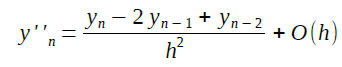 y''ₙ = (yₙ − 2 yₙ₋₁ + yₙ₋₂) / h² + O(h)